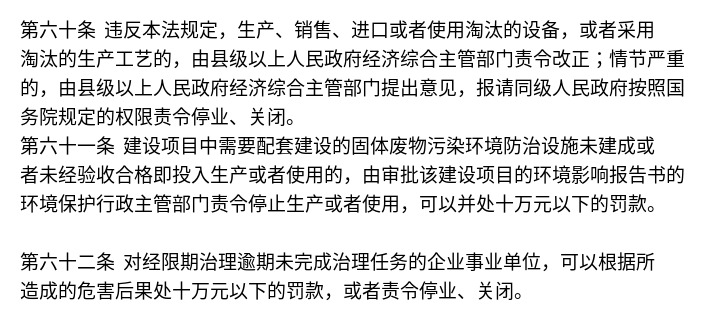 第六十条 违反本法规定，生产、销售、进口或者使用淘汰的设备，或者采用
淘汰的生产工艺的，由县级以上人民政府经济综合主管部门责令改正；情节严重
的，由县级以上人民政府经济综合主管部门提出意见，报请同级人民政府按照国
务院规定的权限责令停业、关闭。
第六十一条 建设项目中需要配套建设的固体废物污染环境防治设施未建成或
者未经验收合格即投入生产或者使用的，由审批该建设项目的环境影响报告书的
环境保护行政主管部门责令停止生产或者使用，可以并处十万元以下的罚款。
第六十二条 对经限期治理逾期未完成治理任务的企业事业单位，可以根据所
造成的危害后果处十万元以下的罚款，或者责令停业、关闭。